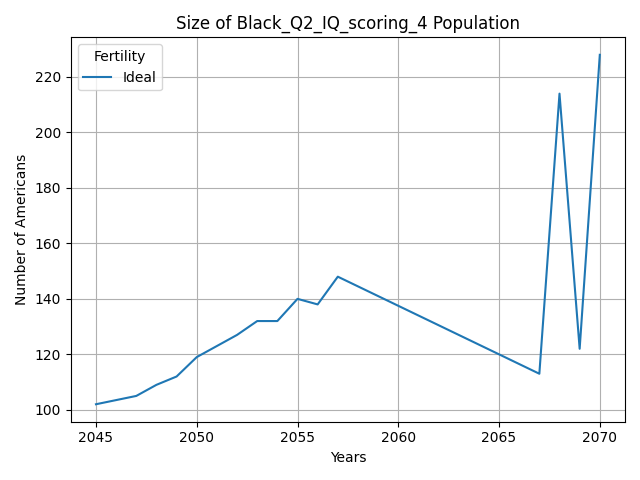 Size of Black_Q2_IQ_scoring_4 Population
Fertility
Ideal
Number of Americans
220
200
180
160
140
120
100
2045 2050 2055 2060 2065 2070
Years